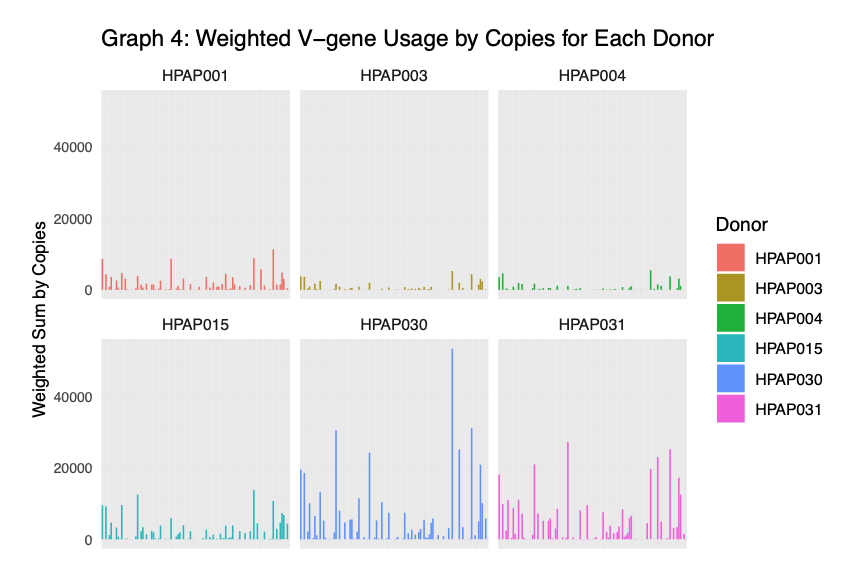 Graph 4: Weighted V−gene Usage by Copies for Each Donor
HPAP001
HPAP003
HPAP004
40000
20000
0
HPAP015
HPAP030
HPAP031
40000
20000
0
Weighted Sum by Copies
Donor
HPAP001
HPAP003
HPAP004
HPAP015
HPAP030
HPAP031